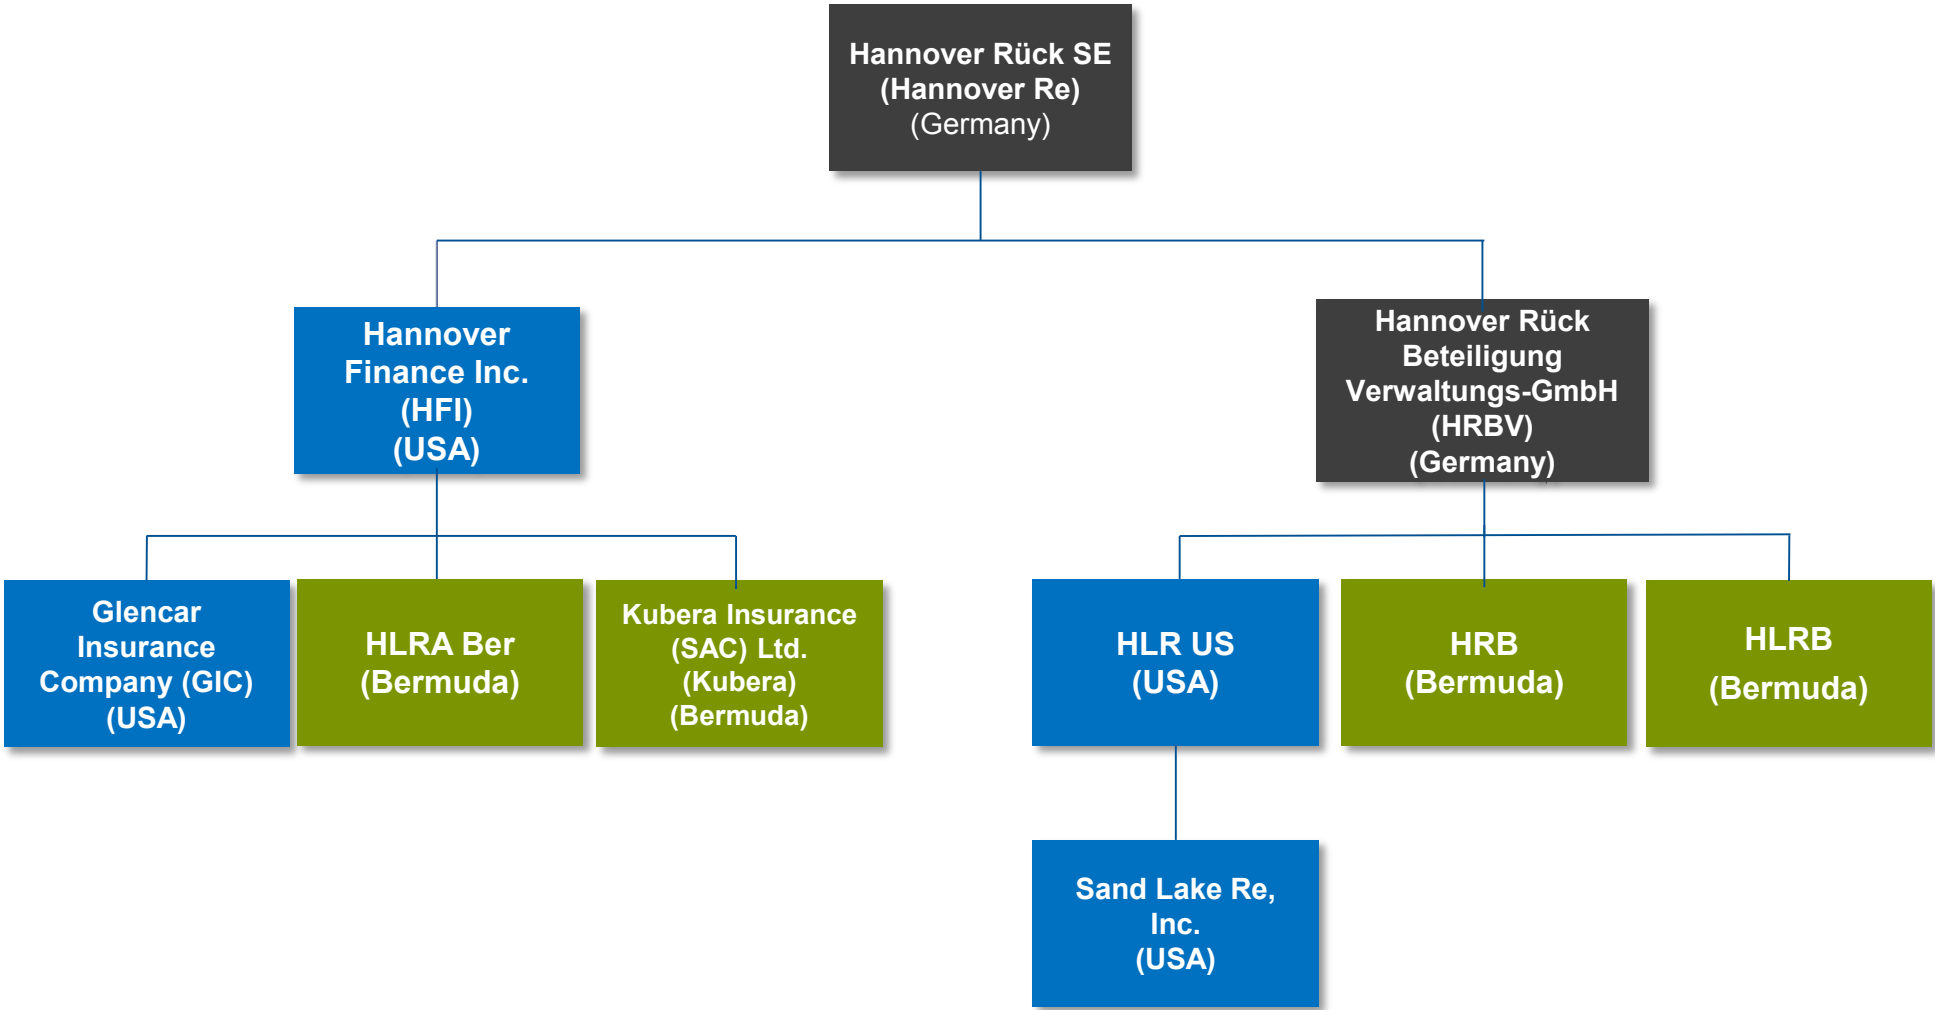 Hannover Rück SE
(Hannover Re)
(Germany)
Hannover
Finance Inc.
(HFI)
(USA)
Hannover Rück
Beteiligung
Verwaltungs-GmbH
(HRBV)
(Germany)
Glencar
Insurance
Company (GIC)
(USA)
HLRA Ber
(Bermuda)
Kubera Insurance
(SAC) Ltd.
(Kubera)
(Bermuda)
HLR US
(USA)
HRB
(Bermuda)
HLRB
(Bermuda)
Sand Lake Re,
Inc.
(USA)